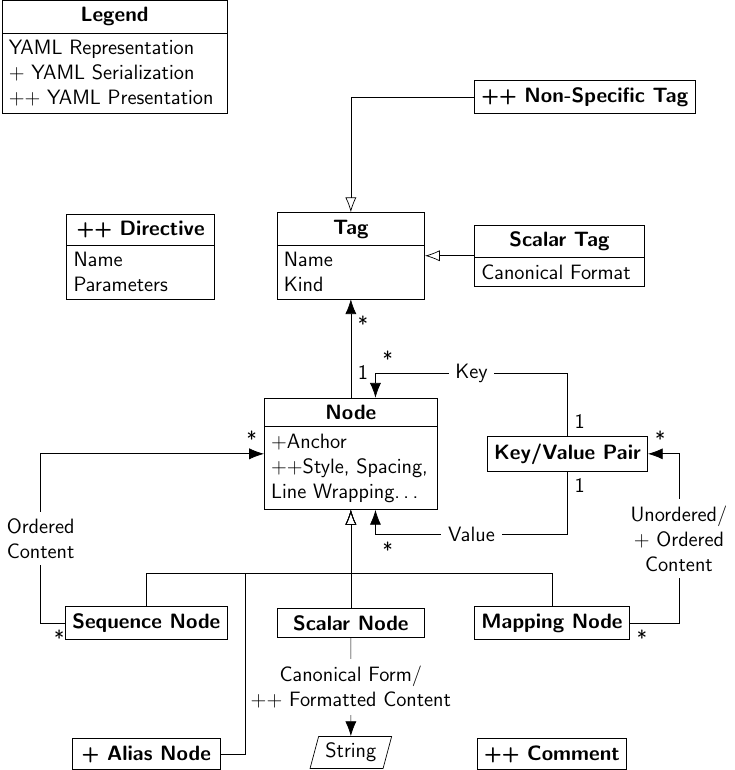 Legend
YAML Representation
+ YAML Serialization
++ YAML Presentation
++ Non-Specific Tag
++ Directive
Name
Parameters
Tag
Name
Kind
Scalar Tag
Canonical Format
*
1
*
Key
1
Node
+Anchor
++Style, Spacing,
Line Wrapping...
*
Key/Value Pair
*
1
Value
*
Ordered
Content
Unordered/
+ Ordered
Content
Sequence Node
*
Scalar Node
Mapping Node
*
Canonical Form/
++ Formatted Content
+ Alias Node
String
++ Comment